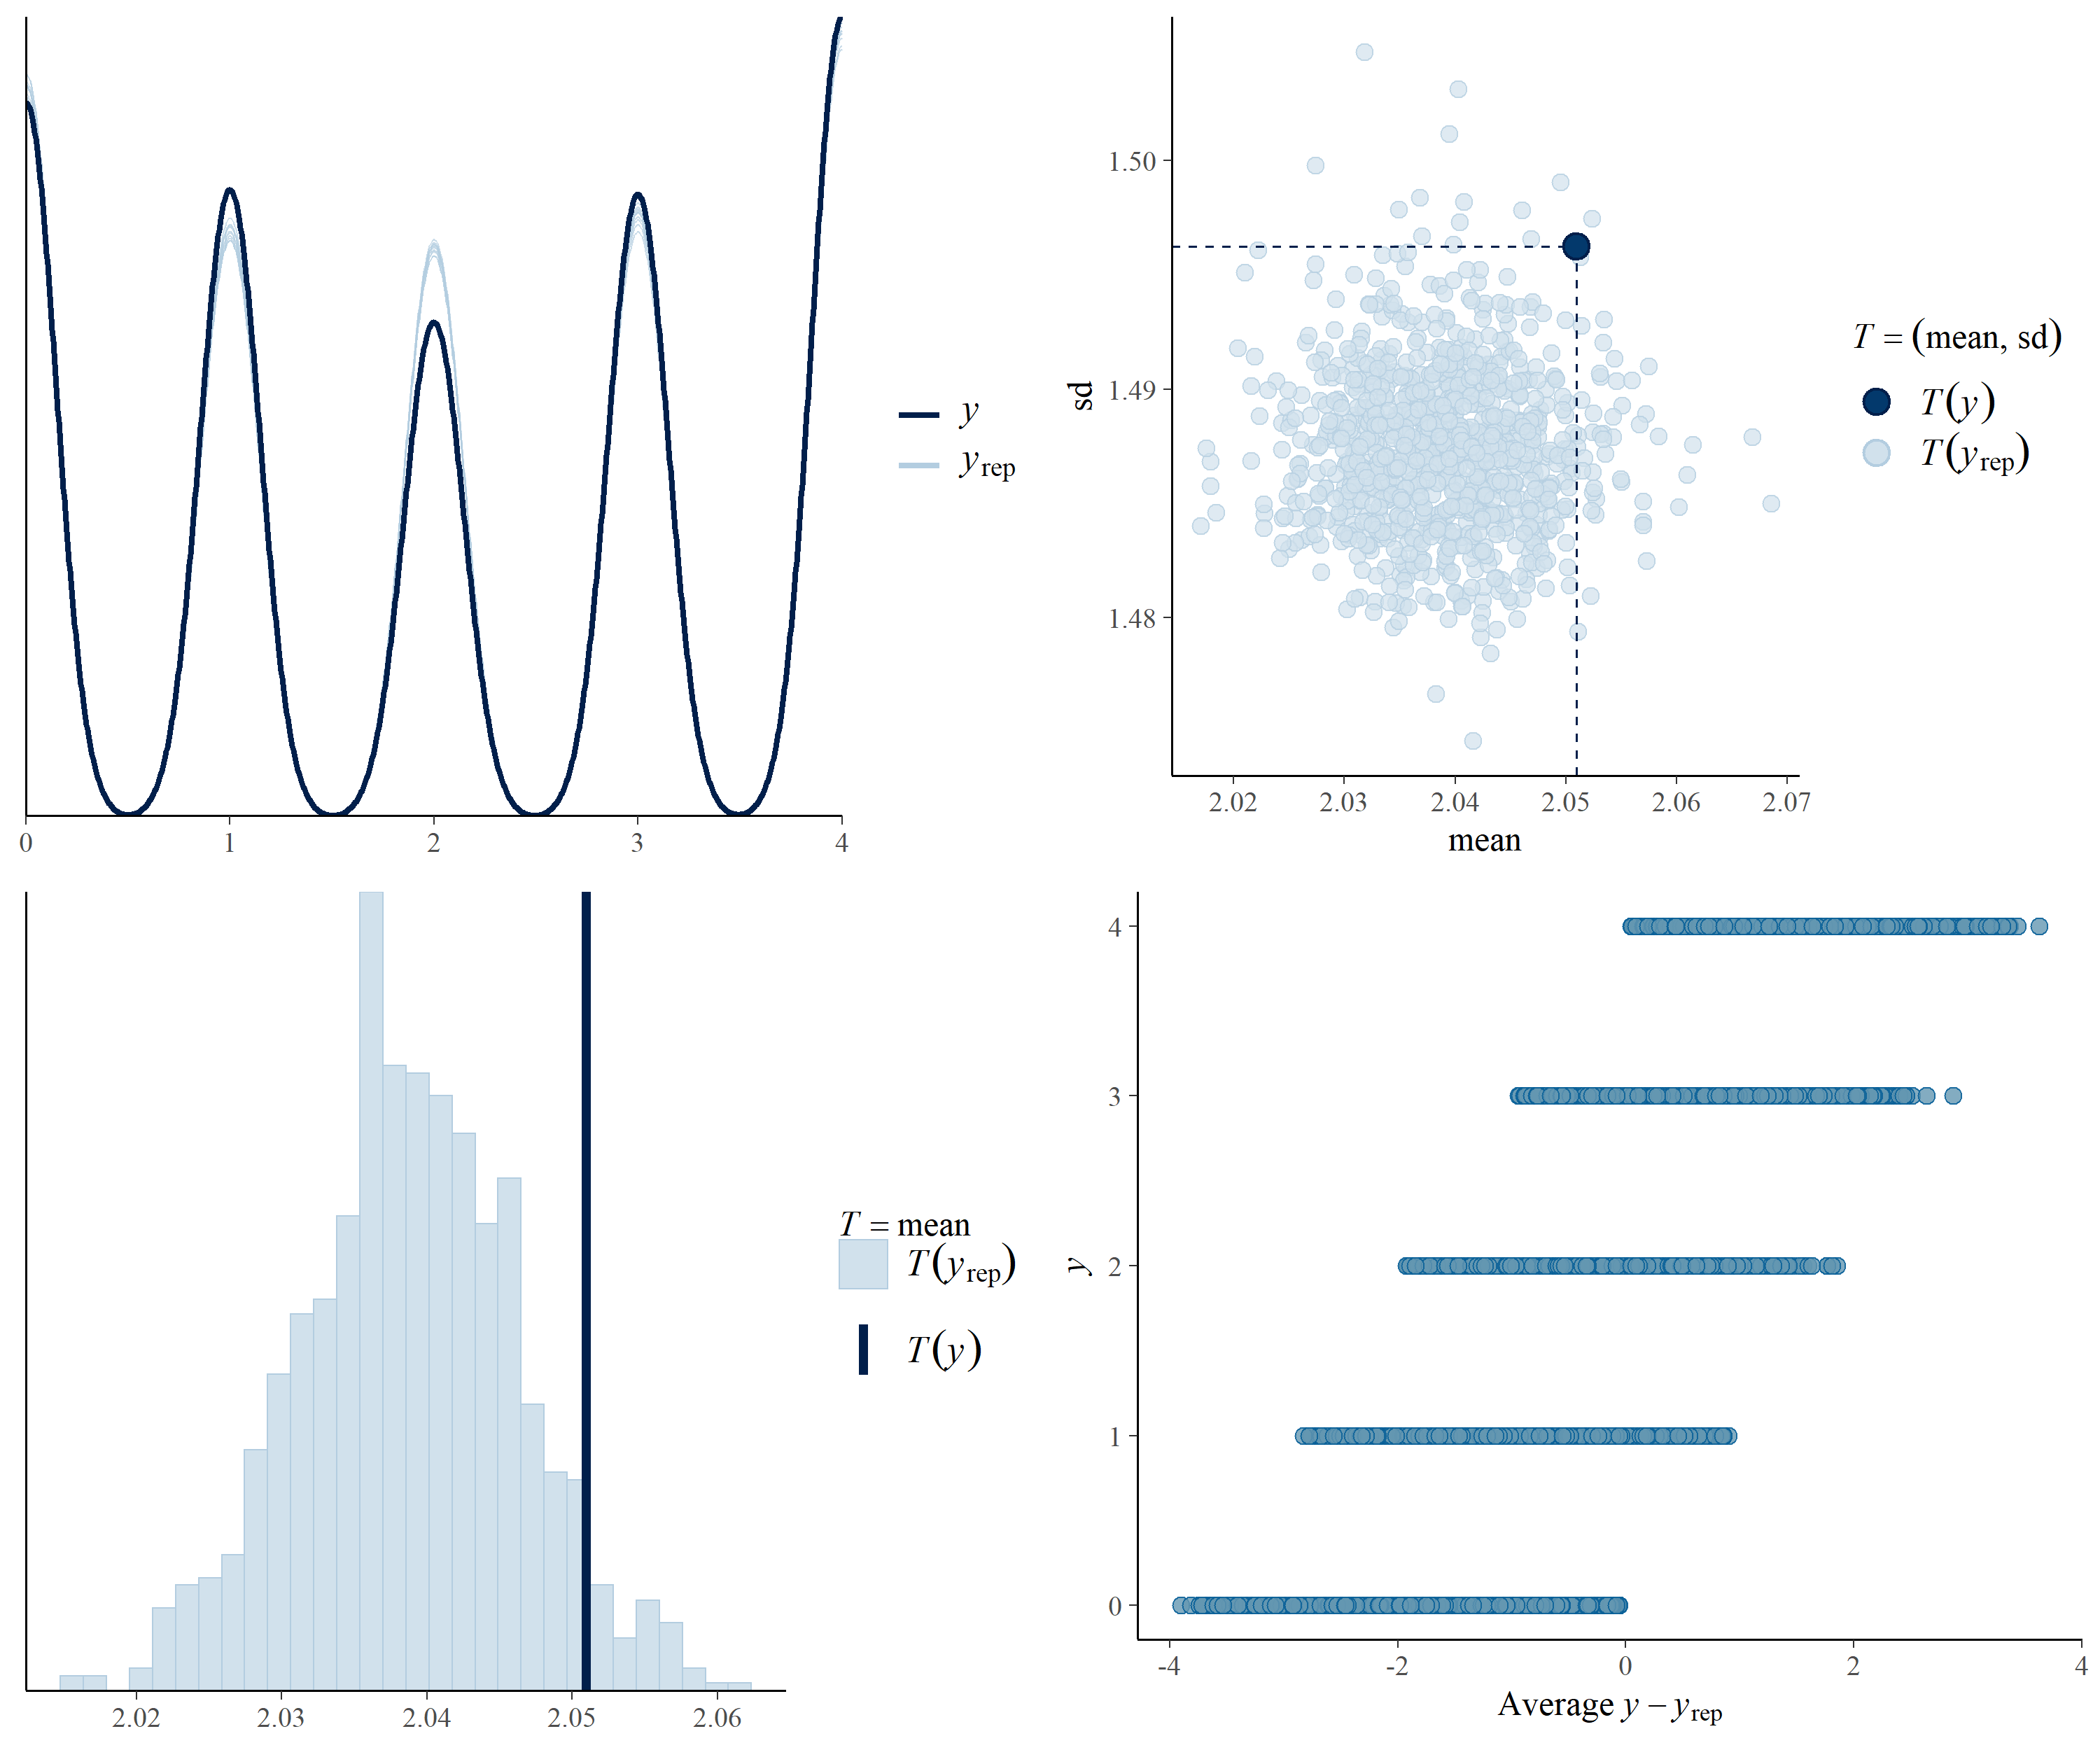 0 1 2 3 4
y
yrep
1.50
1.49
1.48
sd
2.02 2.03 2.04 2.05 2.06 2.07
mean
T = (mean, sd)
T(y)
T(yrep)
2.02 2.03 2.04 2.05 2.06
T = mean
T(yrep)
T(y)
4
3
2
1
0
y
-4 -2 0 2 4
Average y − yrep